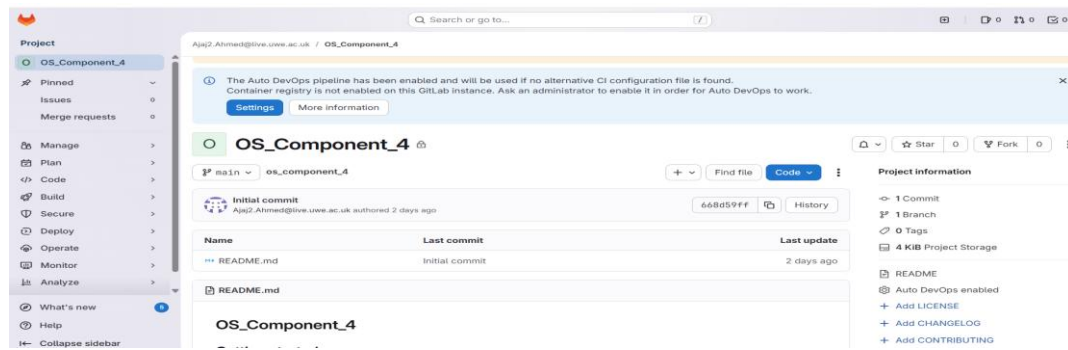 Search or go to...
/
0
0
0
Project
O OS_Component_4
Pinned
Issues 0
Merge requests 0
Manage
Plan
Code
Build
Secure
Deploy
Operate
Monitor
Analyze
What's new
Help
Collapse sidebar
Ajaj2.Ahmed@live.uwe.ac.uk / OS_Component_4
The Auto DevOps pipeline has been enabled and will be used if no alternative CI configuration file is found.
Container registry is not enabled on this GitLab instance. Ask an administrator to enable it in order for Auto DevOps to work.
Settings More information
O OS_Component_4
Star 0 Fork 0
main os_component_4
+ Find file Code
Initial commit
Ajaj2.Ahmed@live.uwe.ac.uk authored 2 days ago
668d59ff History
Name Last commit Last update
README.md Initial commit 2 days ago
README.md
OS_Component_4
Project information
1 Commit
1 Branch
0 Tags
4 KiB Project Storage
README
Auto DevOps enabled
+ Add LICENSE
+ Add CHANGELOG
+ Add CONTRIBUTING